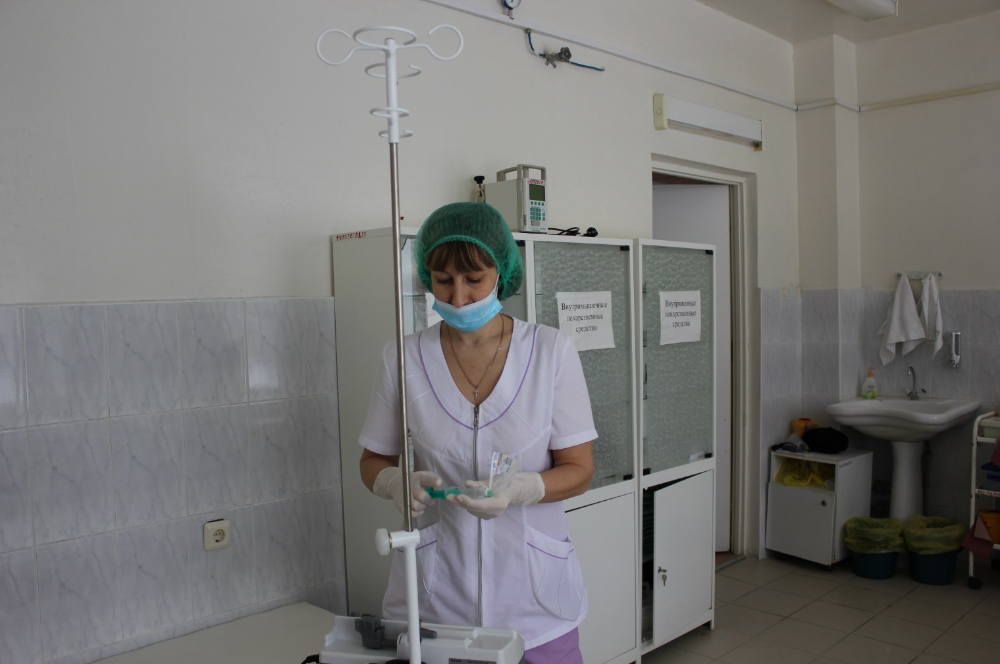 Внутримышечные
лекарственные
средства
Внутривенные
лекарственные
средства